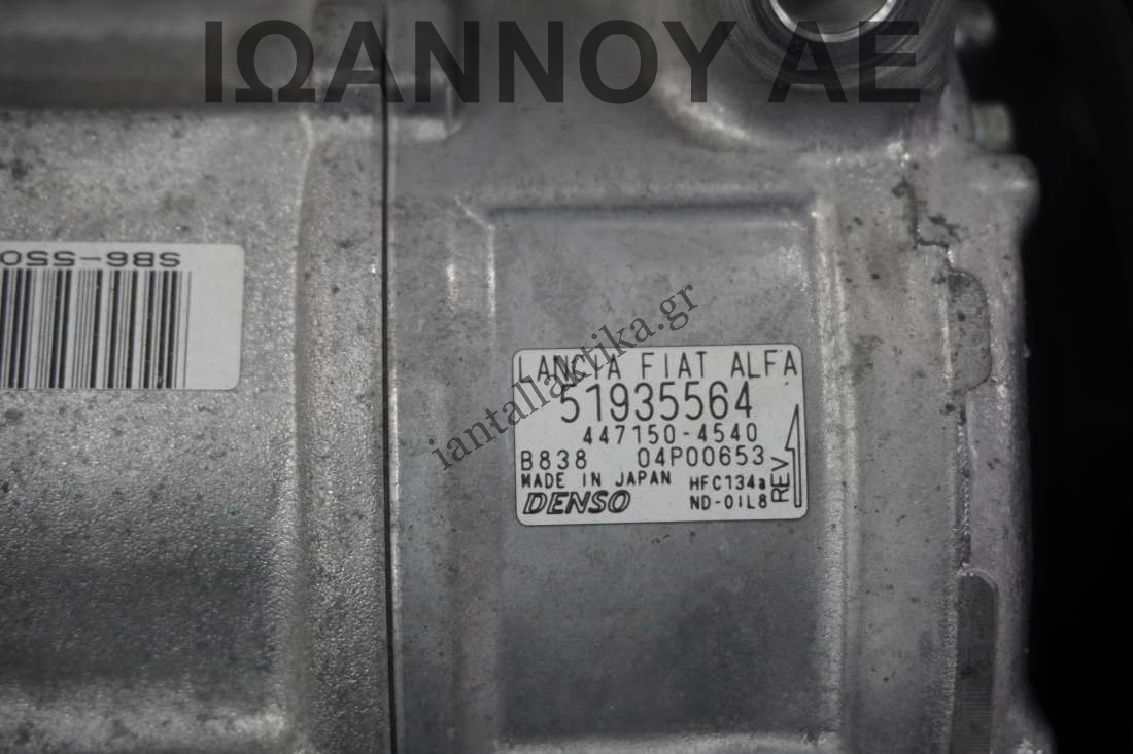 ΙΩΑΝΝΟΥ ΑΕ
SB6-550
iantallaktika.gr
LANCIA FIAT ALFA
51935564
447150-4540
B838 04P00653
MADE IN JAPAN HFC134a
DENSO ND-OIL8
REV